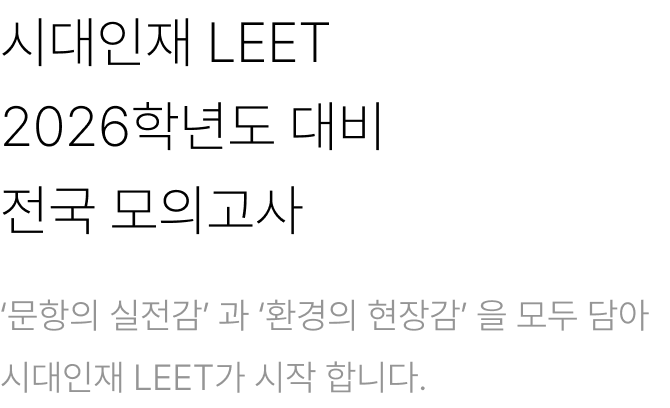 시대인재 LEET
2026학년도 대비
전국 모의고사
‘문항의 실전감’ 과 ‘환경의 현장감’ 을 모두 담아
시대인재 LEET가 시작 합니다.